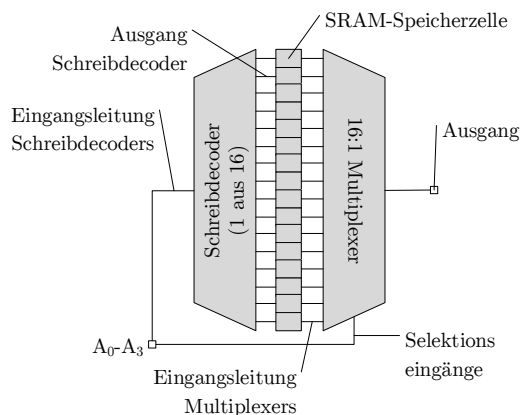 SRAM-Speicherzelle
Ausgang
Schreibdecoder
Eingangsleitung
Schreibdecoders
Schreibdecoder
(1 aus 16)
16:1 Multiplexer
Ausgang
A₀-A₃
Eingangsleitung
Multiplexers
Selektions
eingänge